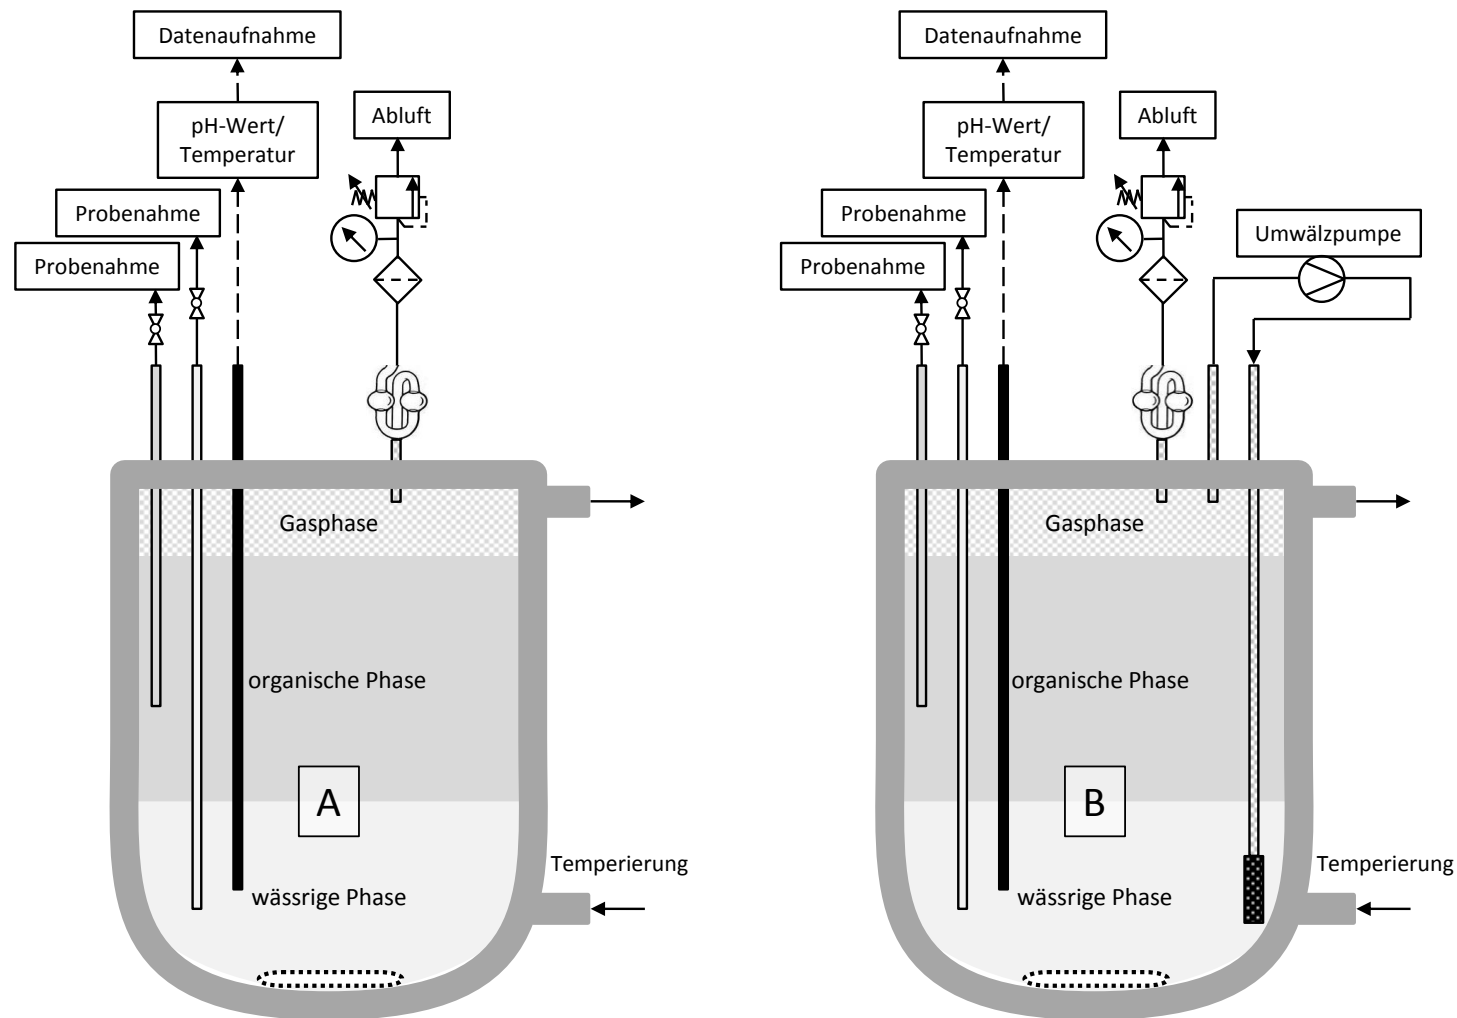 Datenaufnahme
pH-Wert/
Temperatur
Abluft
Probenahme
Probenahme
Gasphase
organische Phase
A
Temperierung
wässrige Phase
Datenaufnahme
pH-Wert/
Temperatur
Abluft
Probenahme
Umwälzpumpe
Probenahme
Gasphase
organische Phase
B
Temperierung
wässrige Phase